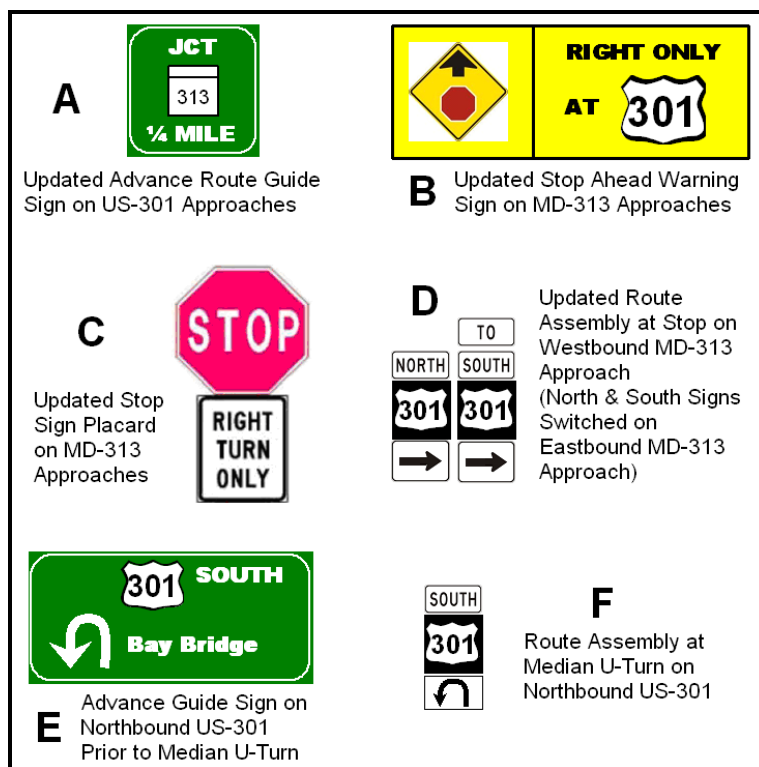 A
JCT
313
¼ MILE
Updated Advance Route Guide
Sign on US-301 Approaches
RIGHT ONLY
AT 301
B
Updated Stop Ahead Warning
Sign on MD-313 Approaches
C
STOP
RIGHT
TURN
ONLY
Updated Stop
Sign Placard
on MD-313
Approaches
D
TO
NORTH SOUTH
301 301
Updated Route
Assembly at Stop on
Westbound MD-313
Approach
(North & South Signs
Switched on
Eastbound MD-313
Approach)
301 SOUTH
Bay Bridge
E
Advance Guide Sign on
Northbound US-301
Prior to Median U-Turn
SOUTH
301
F
Route Assembly at
Median U-Turn on
Northbound US-301